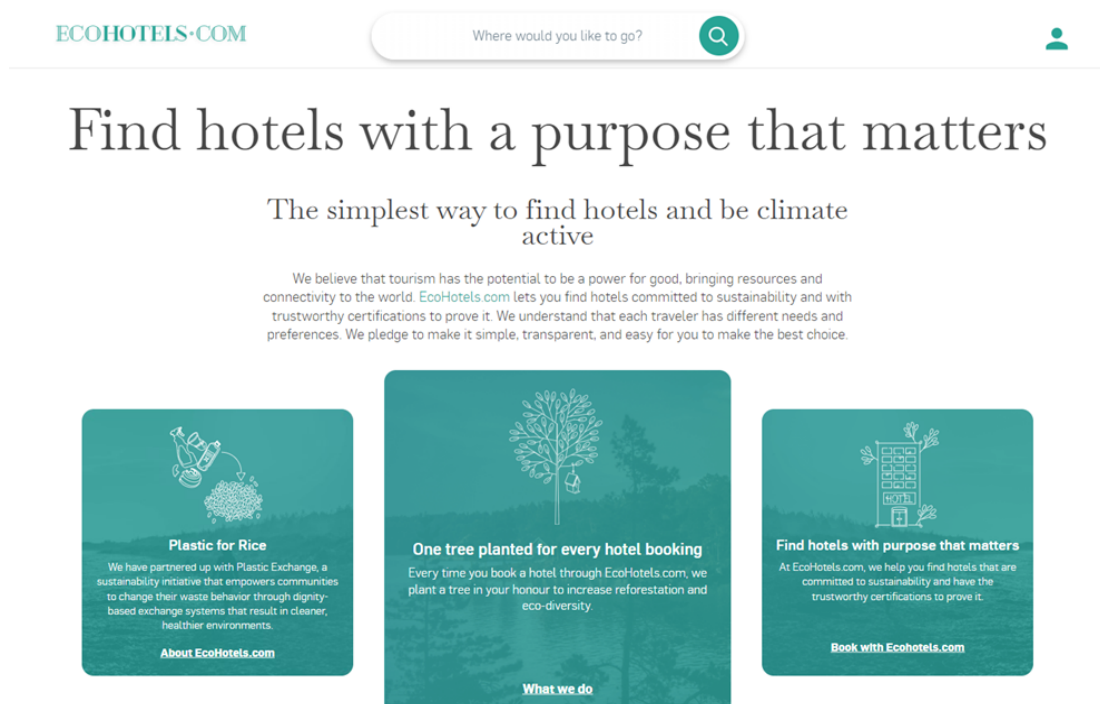 ECOHOTELS•COM
Where would you like to go?
Find hotels with a purpose that matters
The simplest way to find hotels and be climate
active
We believe that tourism has the potential to be a power for good, bringing resources and
connectivity to the world. EcoHotels.com lets you find hotels committed to sustainability and with
trustworthy certifications to prove it. We understand that each traveler has different needs and
preferences. We pledge to make it simple, transparent, and easy for you to make the best choice.
Plastic for Rice
We have partnered up with Plastic Exchange, a
sustainability initiative that empowers communities
to change their waste behavior through dignity-
based exchange systems that result in cleaner,
healthier environments.
About EcoHotels.com
One tree planted for every hotel booking
Every time you book a hotel through EcoHotels.com, we
plant a tree in your honour to increase reforestation and
eco-diversity.
What we do
HOTEL
Find hotels with purpose that matters
At EcoHotels.com, we help you find hotels that are
committed to sustainability and have the
trustworthy certifications to prove it.
Book with Ecohotels.com